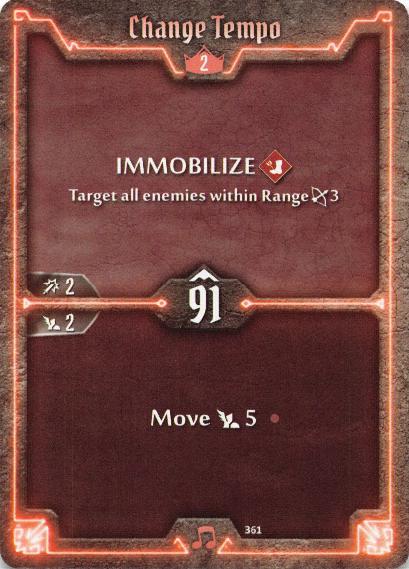 Change Tempo
2
IMMOBILIZE
Target all enemies within Range 3
2
91
2
Move 5
361